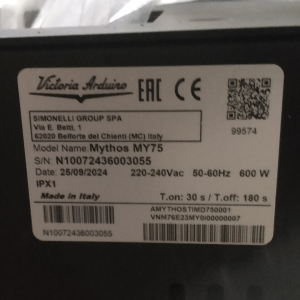 Victoria Arduino EAC CE
SIMONELLI GROUP SPA
Via E. Betti, 1
62020 Belforte del Chienti (MC) Italy
99574
Model Name: Mythos MY75
S/N: N10072436003055
Date: 25/09/2024 220-240Vac 50-60Hz 600 W
IPX1
Made in Italy T.on: 30 s / T.off: 180 s
N10072436003055
AMYTHOSTIMD750001
VNM76E23MY0I00000007